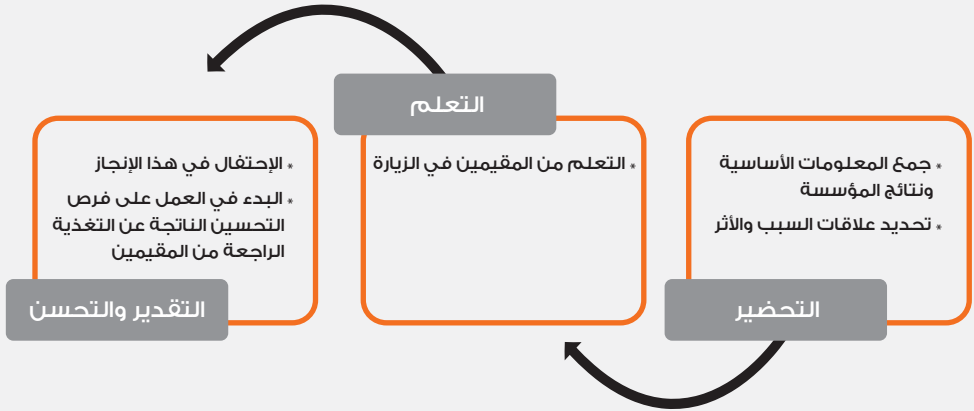 * جمع المعلومات الأساسية
ونتائج المؤسسة
* تحديد علاقات السبب والأثر
التحضير
التعلم
* التعلم من المقيمين في الزيارة
* الإحتفال في هذا الإنجاز
* البدء في العمل على فرص
التحسين الناتجة عن التغذية
الراجعة من المقيمين
التقدير والتحسن